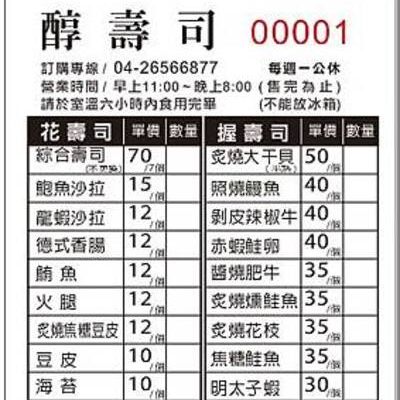 醇壽司 00001
訂購專線 / 04-26566877 每週一公休
營業時間 / 早上11:00~晚上8:00 (售完為止)
請於室溫六小時內食用完畢 (不能放冰箱)
花壽司 單價 數量 握壽司 單價 數量
綜合壽司 70/7個 炙燒大干貝 50/個
鮑魚沙拉 15/個 照燒鰻魚 40/個
龍蝦沙拉 12/個 剝皮辣椒牛 40/個
德式香腸 12/個 赤蝦鮭卵 40/個
鮪魚 12/個 醬燒肥牛 35/個
火腿 12/個 炙燒燻鮭魚 35/個
炙燒焦糖豆皮 12/個 炙燒花枝 35/個
豆皮 10/個 焦糖鮭魚 35/個
海苔 10/個 明太子蝦 30/個